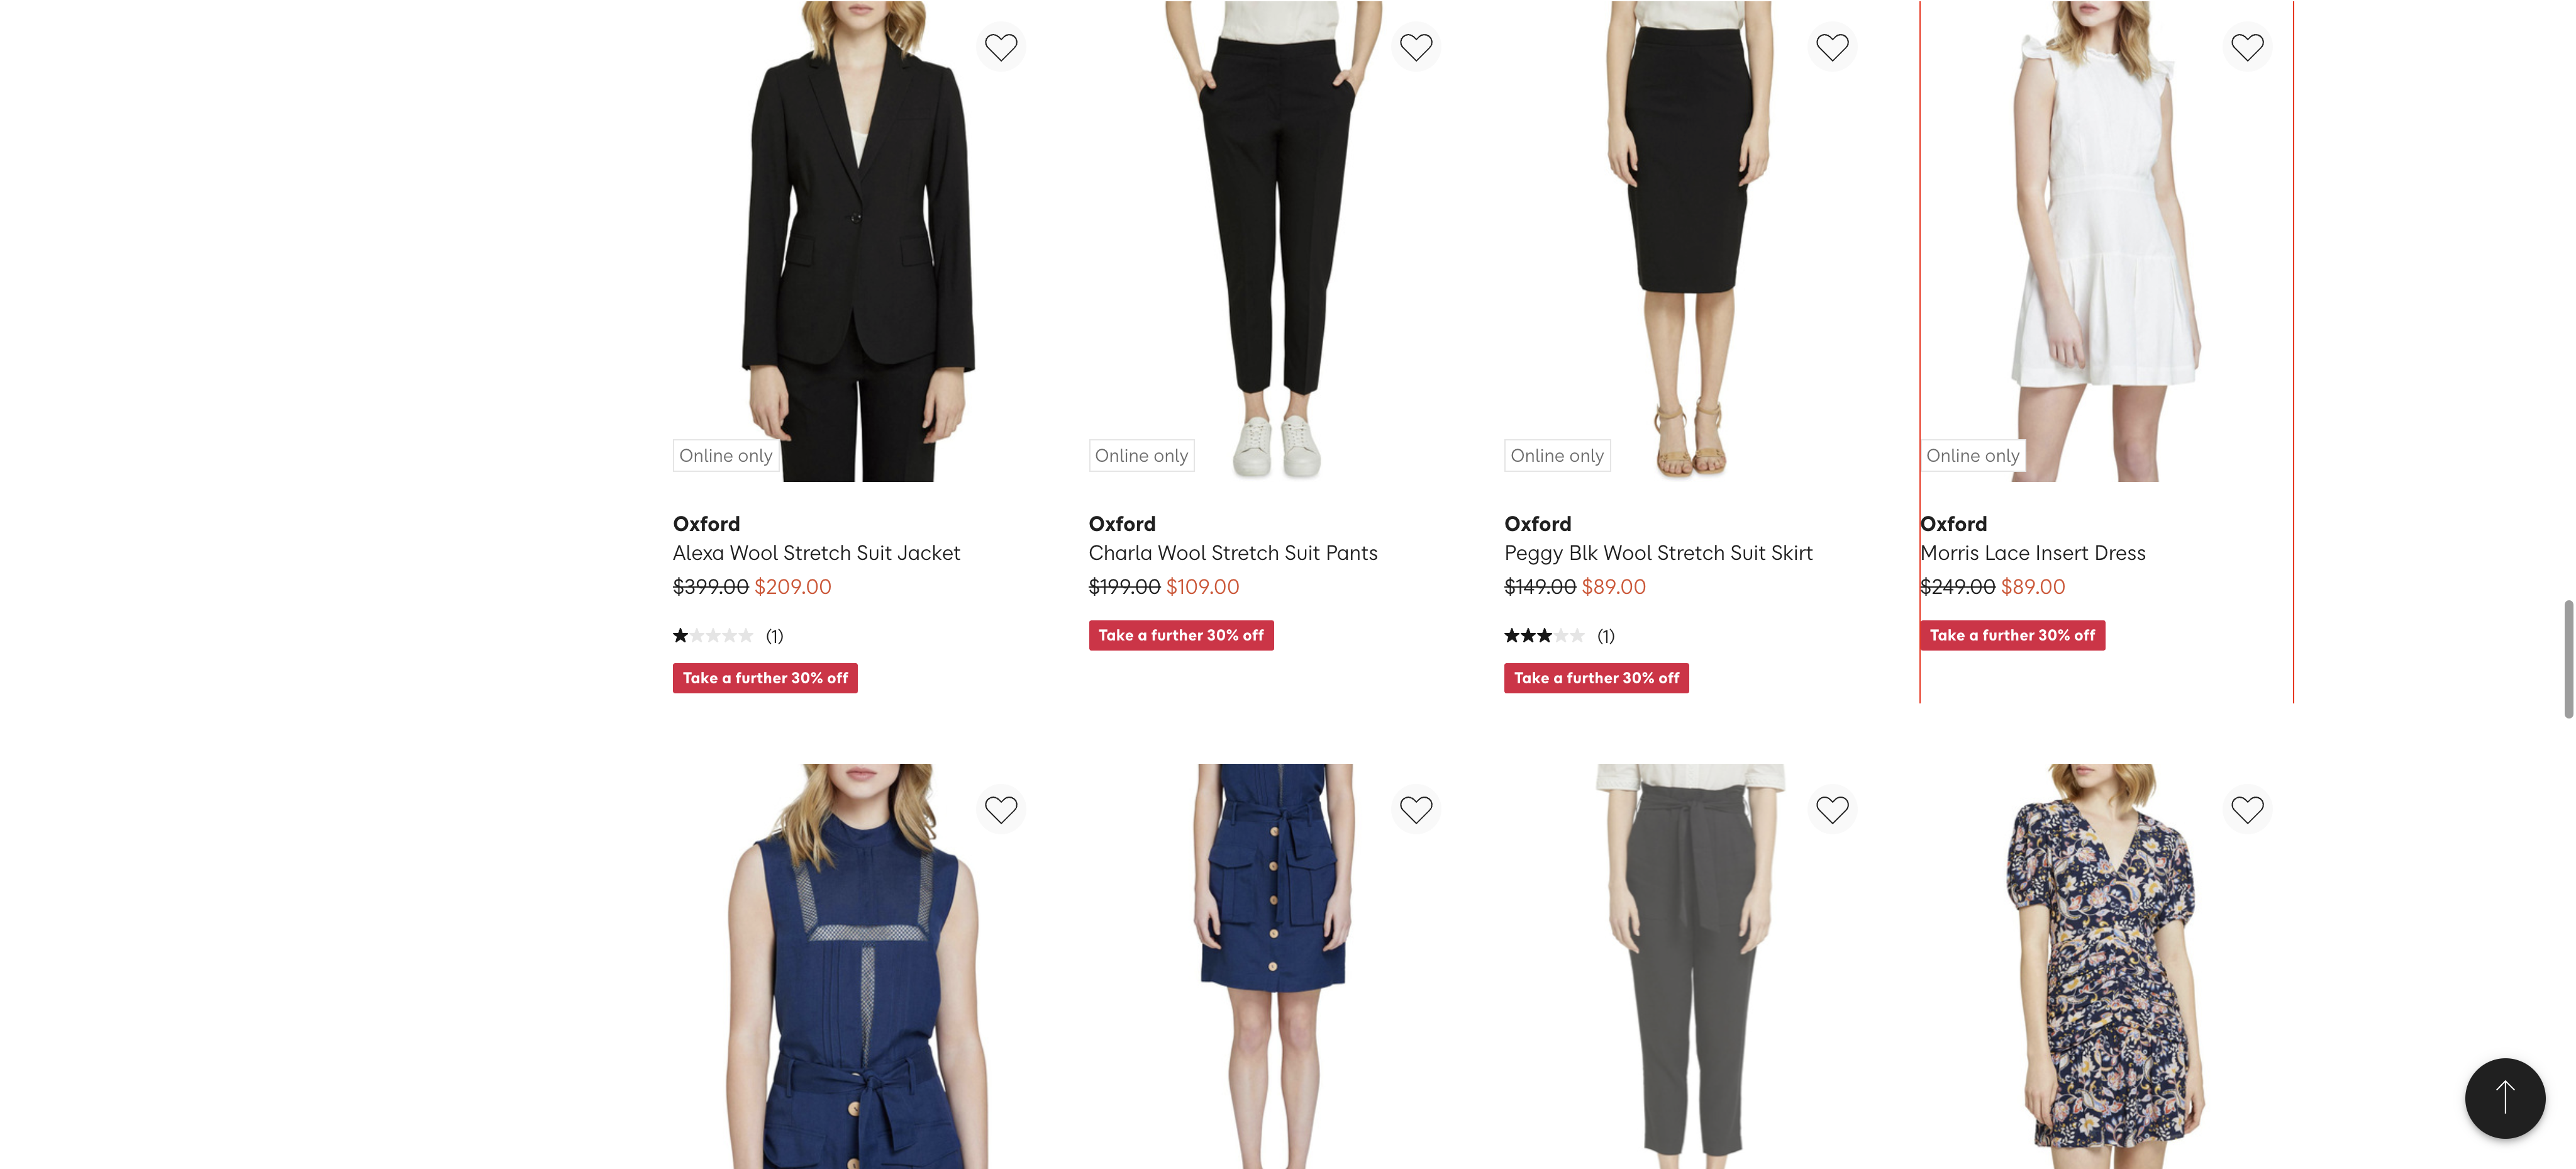 Online only
Online only
Online only
Online only
Oxford
Alexa Wool Stretch Suit Jacket
$399.00 $209.00
(1)
Take a further 30% off
Oxford
Charla Wool Stretch Suit Pants
$199.00 $109.00
Take a further 30% off
Oxford
Peggy Blk Wool Stretch Suit Skirt
$149.00 $89.00
(1)
Take a further 30% off
Oxford
Morris Lace Insert Dress
$249.00 $89.00
Take a further 30% off